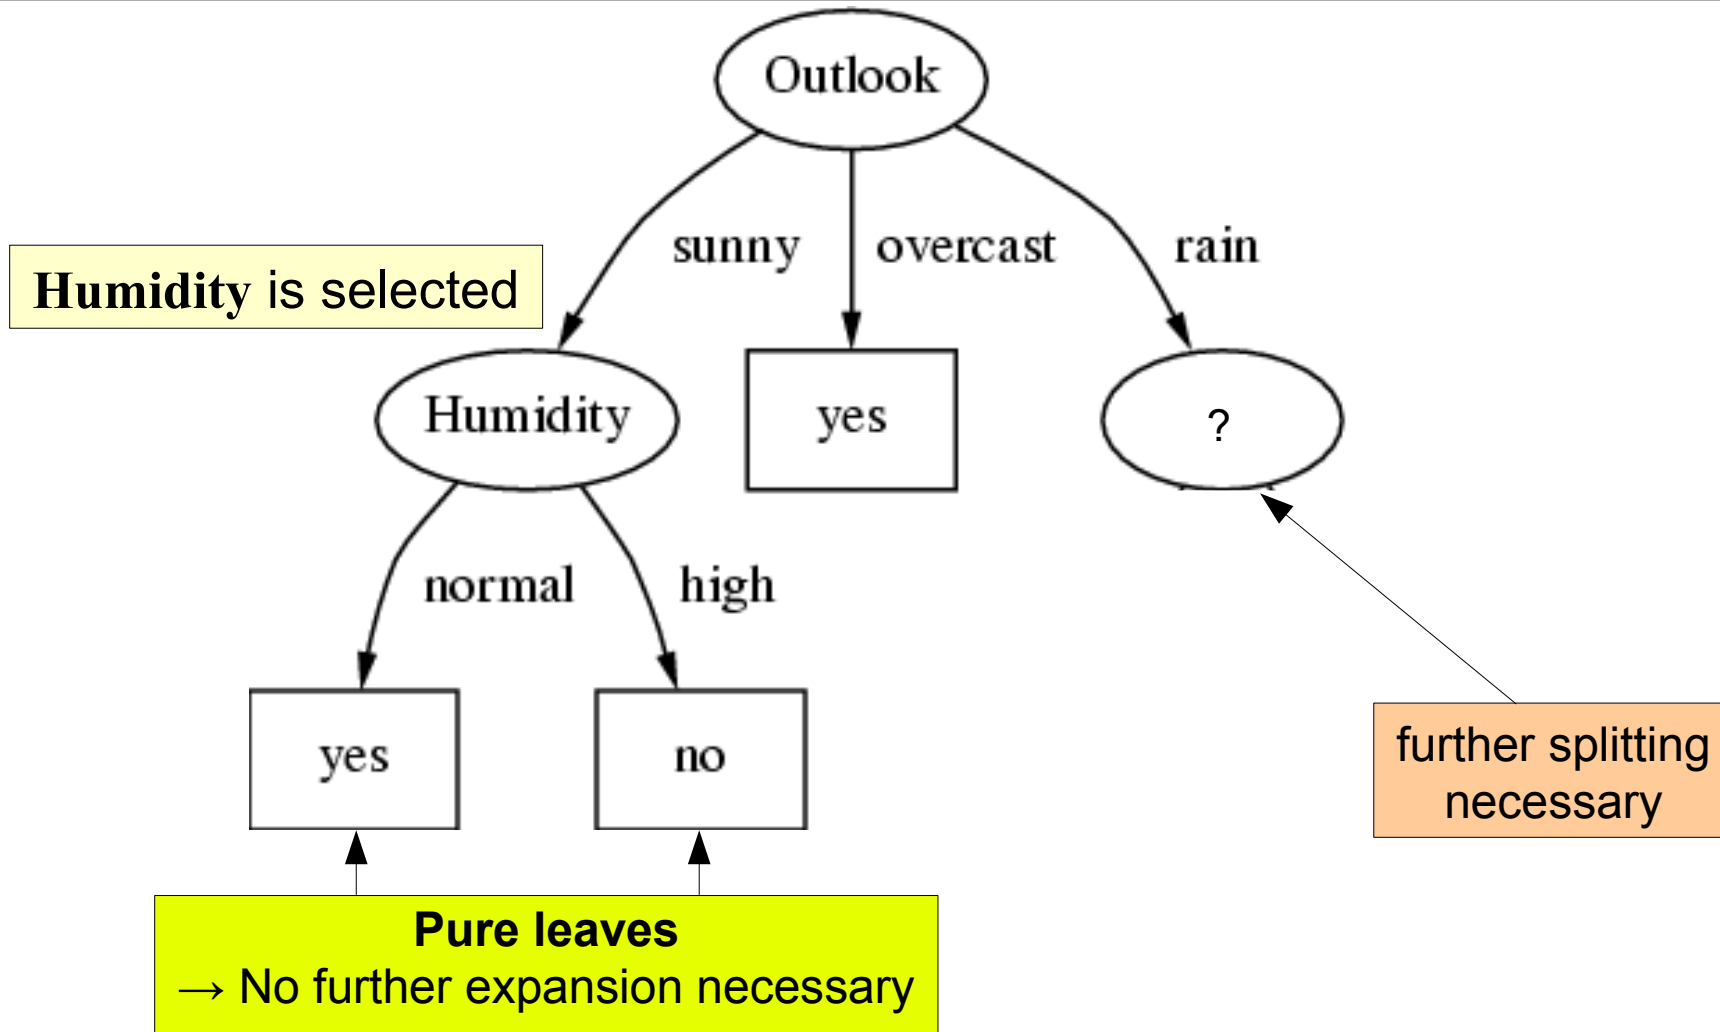 Outlook
sunny
overcast
rain
Humidity is selected
Humidity
yes
?
normal
high
yes
no
further splitting
necessary
Pure leaves
→ No further expansion necessary